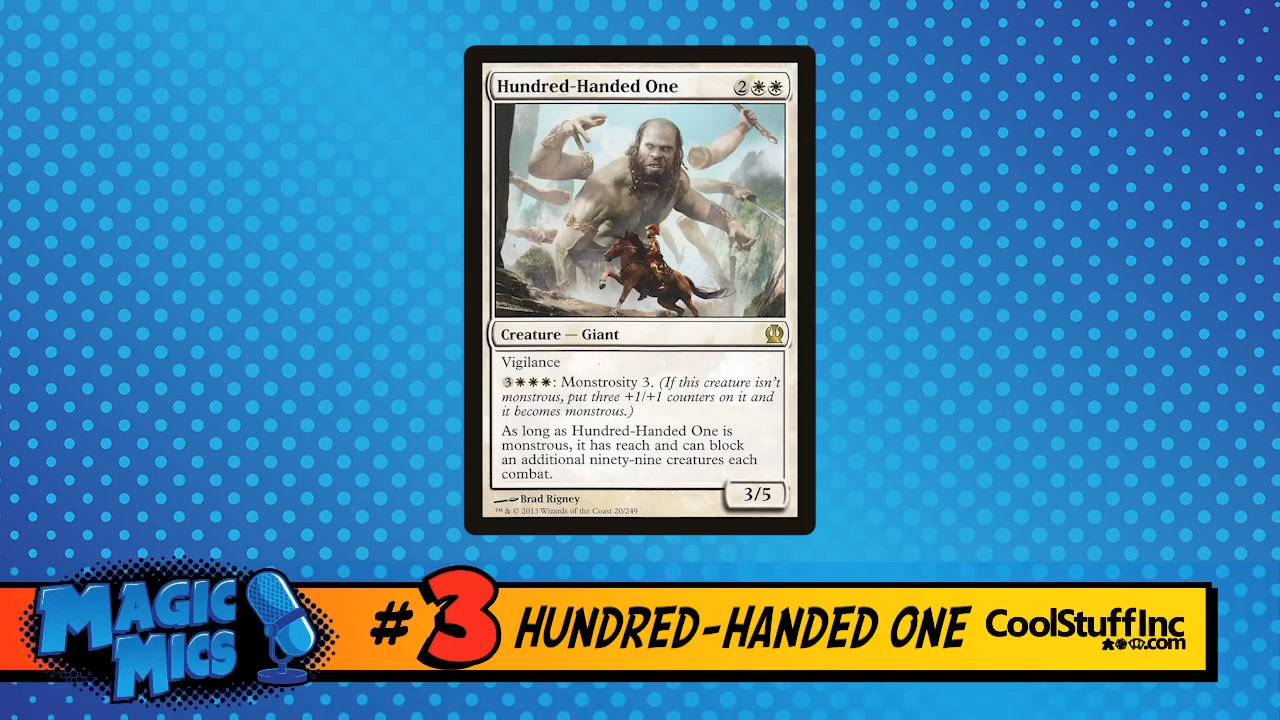 Hundred-Handed One 2
Creature — Giant
Vigilance
3: Monstrosity 3. (If this creature isn't
monstrous, put three +1/+1 counters on it and
it becomes monstrous.)
As long as Hundred-Handed One is
monstrous, it has reach and can block
an additional ninety-nine creatures each
combat.
3/5
Brad Rigney
™ & © 2013 Wizards of the Coast 20/249
MAGIC
MICS
#3 HUNDRED-HANDED ONE
CoolStuffInc
.com